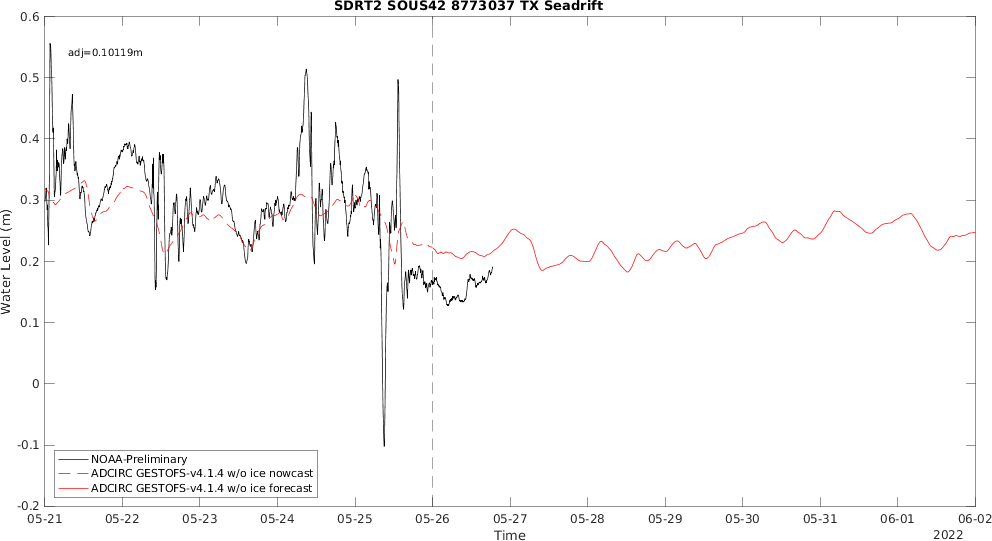 SDRT2 SOUS42 8773037 TX Seadrift
adj=0.10119m
0.6
0.5
0.4
0.3
0.2
0.1
0
-0.1
-0.2
Water Level (m)
NOAA-Preliminary
ADCIRC GESTOFS-v4.1.4 w/o ice nowcast
ADCIRC GESTOFS-v4.1.4 w/o ice forecast
05-21 05-22 05-23 05-24 05-25 05-26 05-27 05-28 05-29 05-30 05-31 06-01 06-02
Time
2022